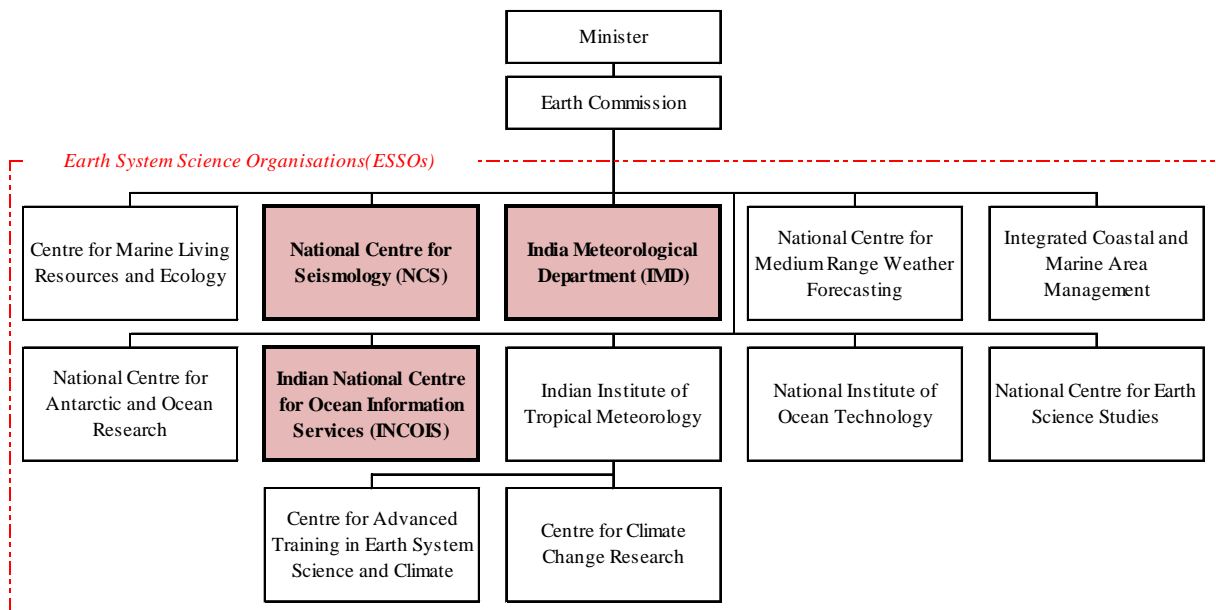 Minister
Earth Commission
Earth System Science Organisations(ESSOs)
Centre for Marine Living
Resources and Ecology
National Centre for
Seismology (NCS)
India Meteorological
Department (IMD)
National Centre for
Medium Range Weather
Forecasting
Integrated Coastal and
Marine Area
Management
National Centre for
Antarctic and Ocean
Research
Indian National Centre
for Ocean Information
Services (INCOIS)
Indian Institute of
Tropical Meteorology
National Institute of
Ocean Technology
National Centre for Earth
Science Studies
Centre for Advanced
Training in Earth System
Science and Climate
Centre for Climate
Change Research